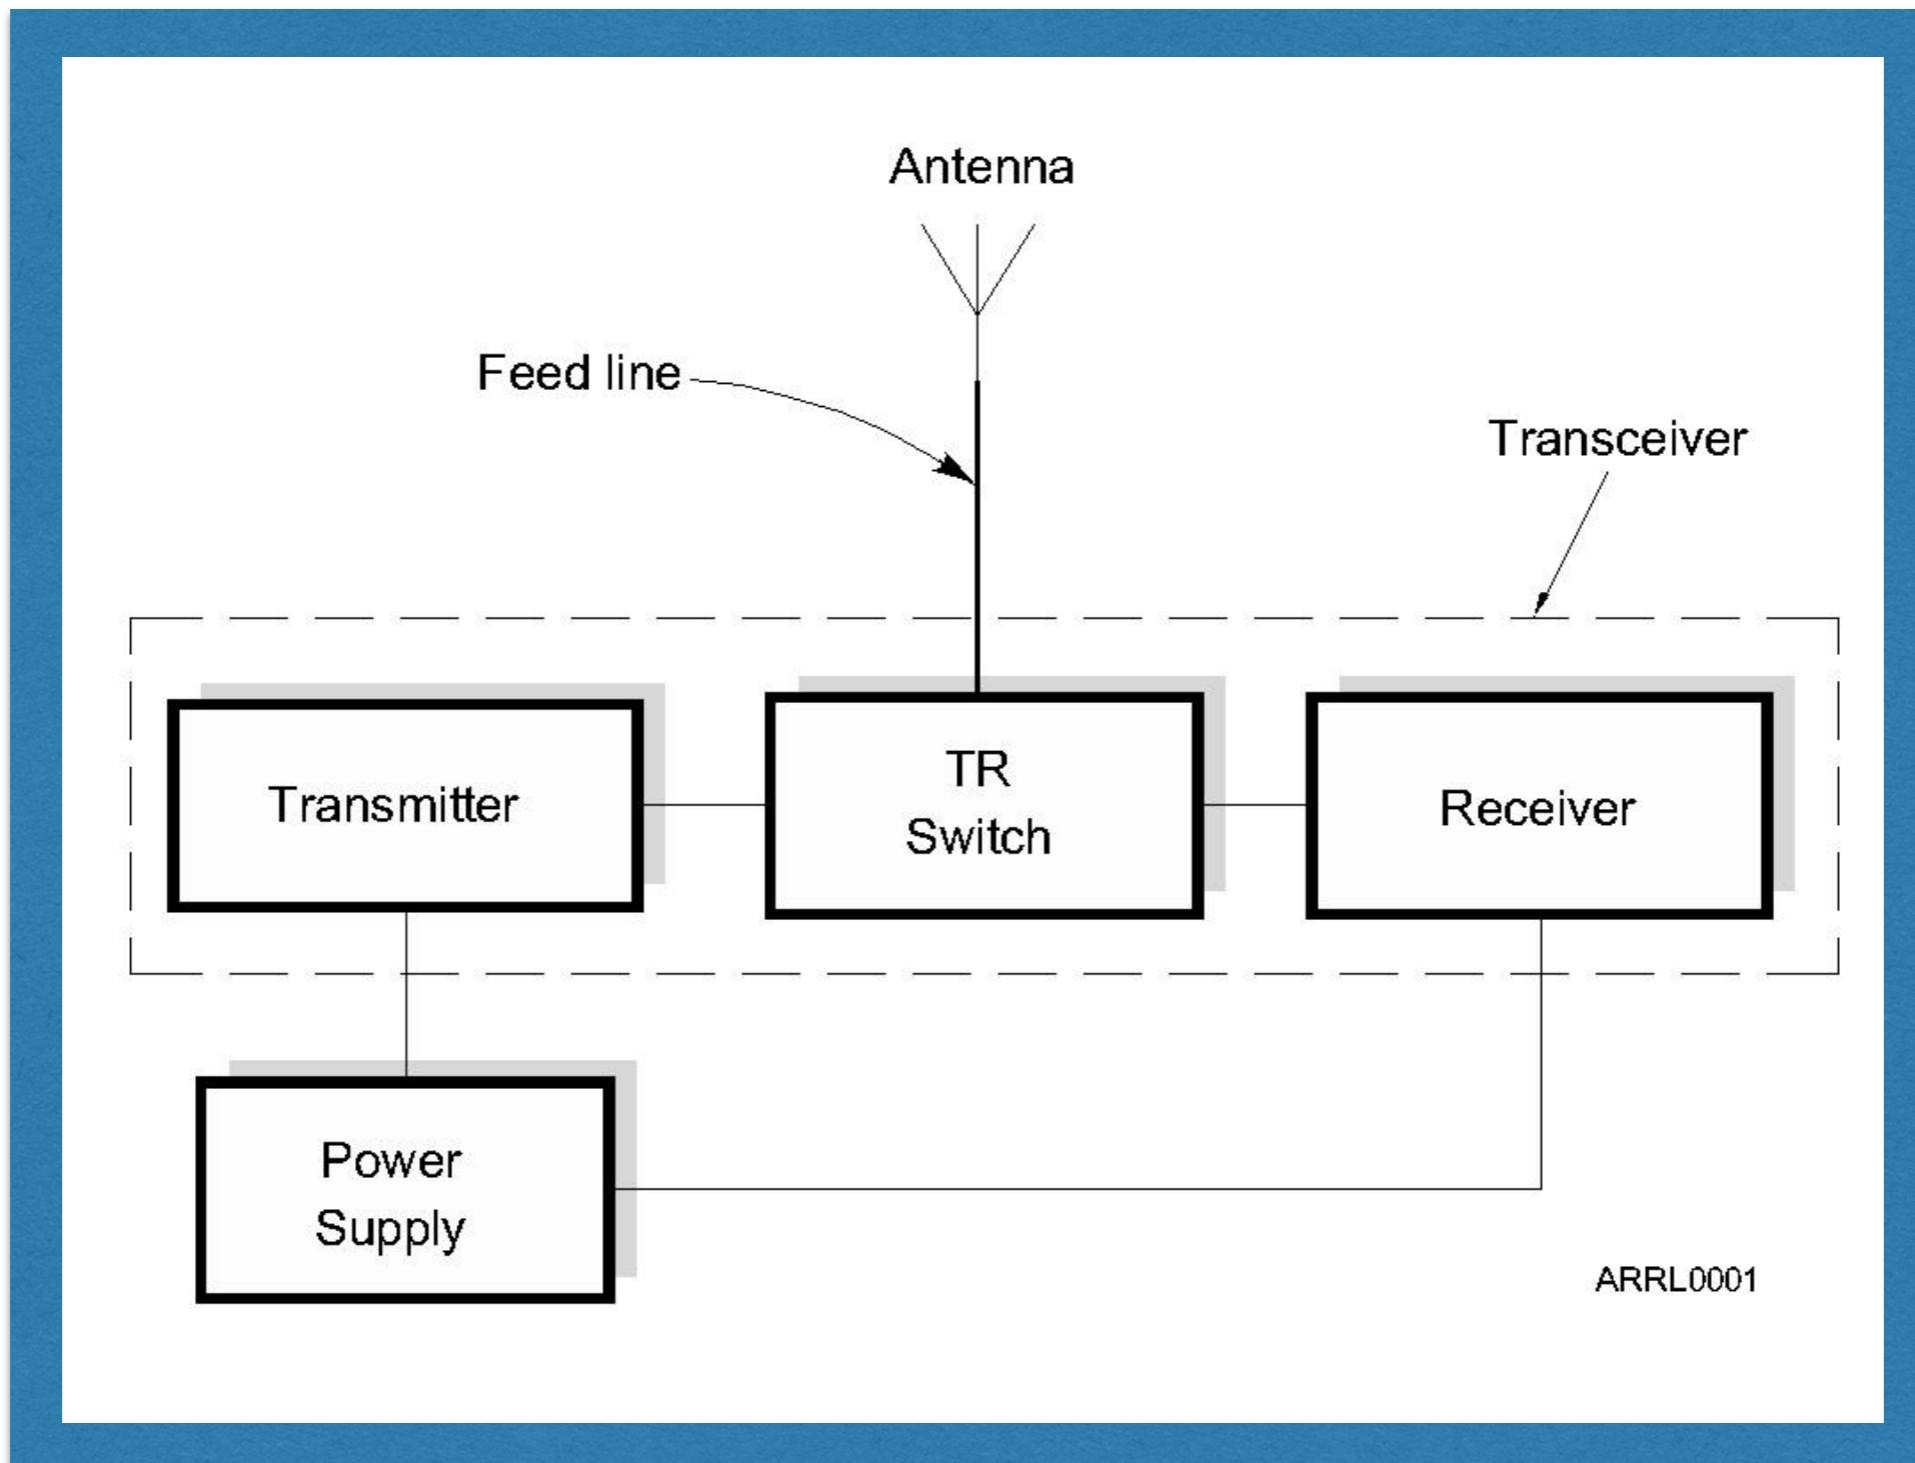 Antenna
Feed line
Transceiver
Transmitter
TR
Switch
Receiver
Power
Supply
ARRL0001